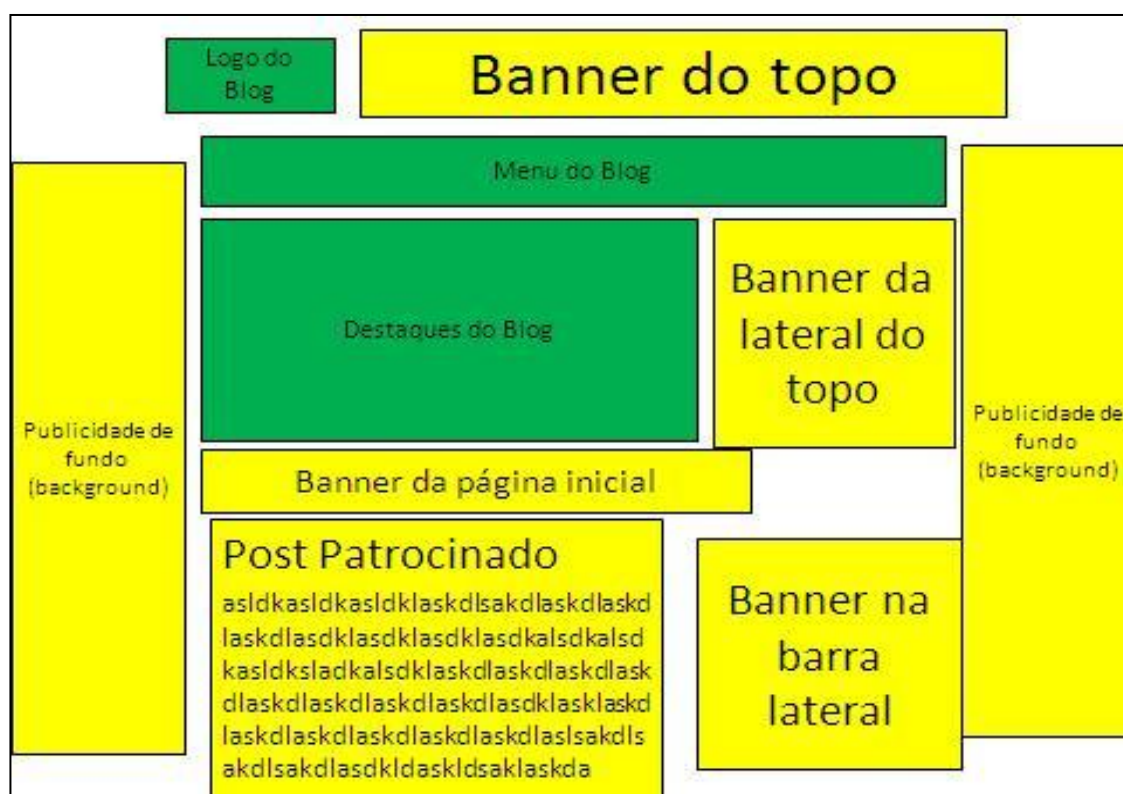 Logo do
Blog
Banner do topo
Menu do Blog
Destaques do Blog
Banner da
lateral do
topo
Publicidade de
fundo
(background)
Publicidade de
fundo
(background)
Banner da página inicial
Post Patrocinado
asldkasldkasldklaskdlsakdlaskdlaskd
laskdlasdklasdklasdklasdkalsdkalsd
kasldksladkalsdklaskdlaskdlaskdlask
dlaskdlaskdlaskdlaskdlasdklasklaskd
laskdlaskdlaskdlaskdlaskdlaslsakdls
akdlsakdlasdkldaskldsaklaskda
Banner na
barra
lateral